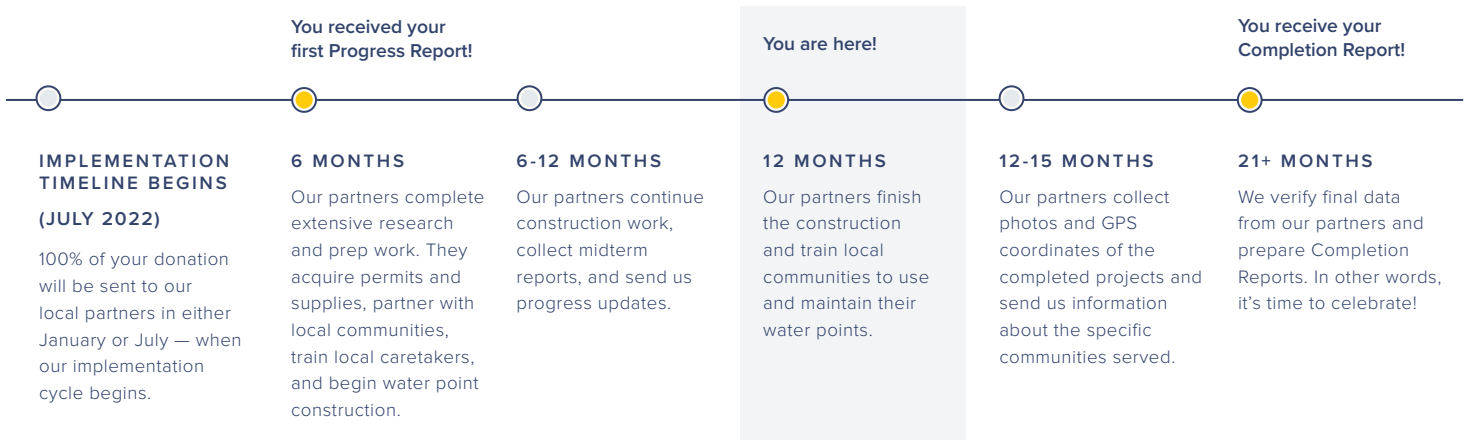 You received your
first Progress Report!
You are here!
You receive your
Completion Report!
IMPLEMENTATION
TIMELINE BEGINS
(JULY 2022)
100% of your donation
will be sent to our
local partners in either
January or July — when
our implementation
cycle begins.
6 MONTHS
Our partners complete
extensive research
and prep work. They
acquire permits and
supplies, partner with
local communities,
train local caretakers,
and begin water point
construction.
6-12 MONTHS
Our partners continue
construction work,
collect midterm
reports, and send us
progress updates.
12 MONTHS
Our partners finish
the construction
and train local
communities to use
and maintain their
water points.
12-15 MONTHS
Our partners collect
photos and GPS
coordinates of the
completed projects and
send us information
about the specific
communities served.
21+ MONTHS
We verify final data
from our partners and
prepare Completion
Reports. In other words,
it’s time to celebrate!